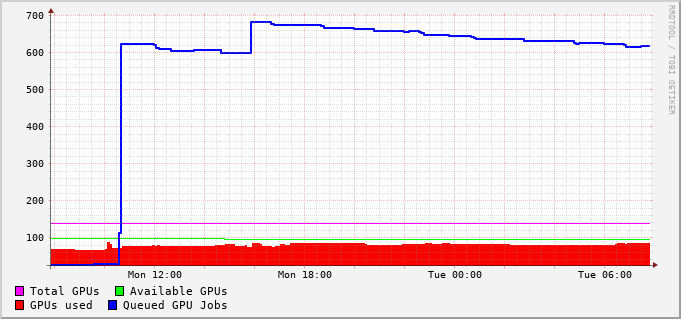 700
600
500
400
300
200
100
Mon 12:00 Mon 18:00 Tue 00:00 Tue 06:00
Total GPUs Available GPUs
GPUs used Queued GPU Jobs
RRDTOOL / TOBI OETIKER